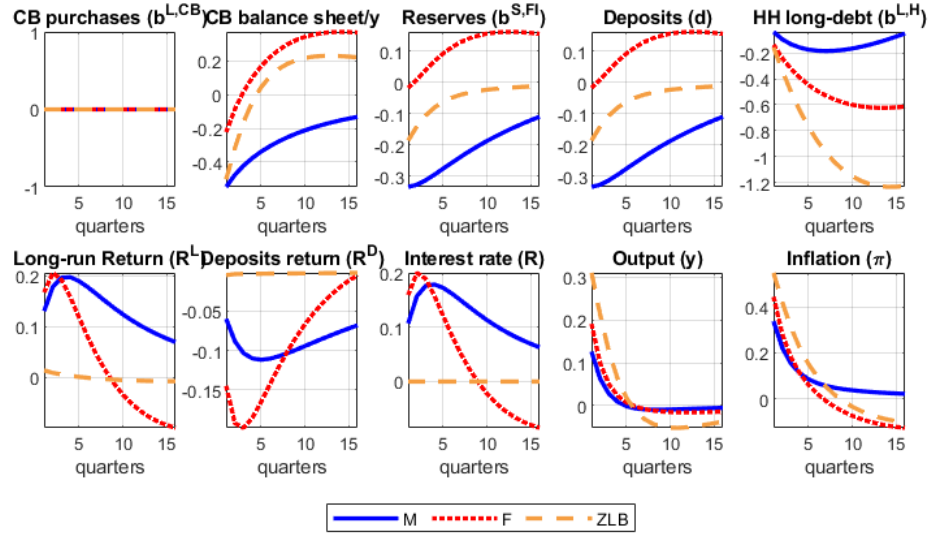 CB purchases (b^{L,CB}) CB balance sheet/y Reserves (b^{S,FI}) Deposits (d) HH long-debt (b^{L,H})
1 0 -1
0.2 0 -0.2 -0.4
0.1 0 -0.1 -0.2 -0.3
0.1 0 -0.1 -0.2 -0.3
-0.2 -0.4 -0.6 -0.8 -1 -1.2
5 10 15 5 10 15 5 10 15 5 10 15 5 10 15
quarters quarters quarters quarters quarters
Long-run Return (R^L) Deposits return (R^D) Interest rate (R) Output (y) Inflation (π)
0.2 0.1 0
-0.05 -0.1 -0.15
0.2 0.1 0
0.3 0.2 0.1 0
0.4 0.2 0
5 10 15 5 10 15 5 10 15 5 10 15 5 10 15
quarters quarters quarters quarters quarters
M F ZLB